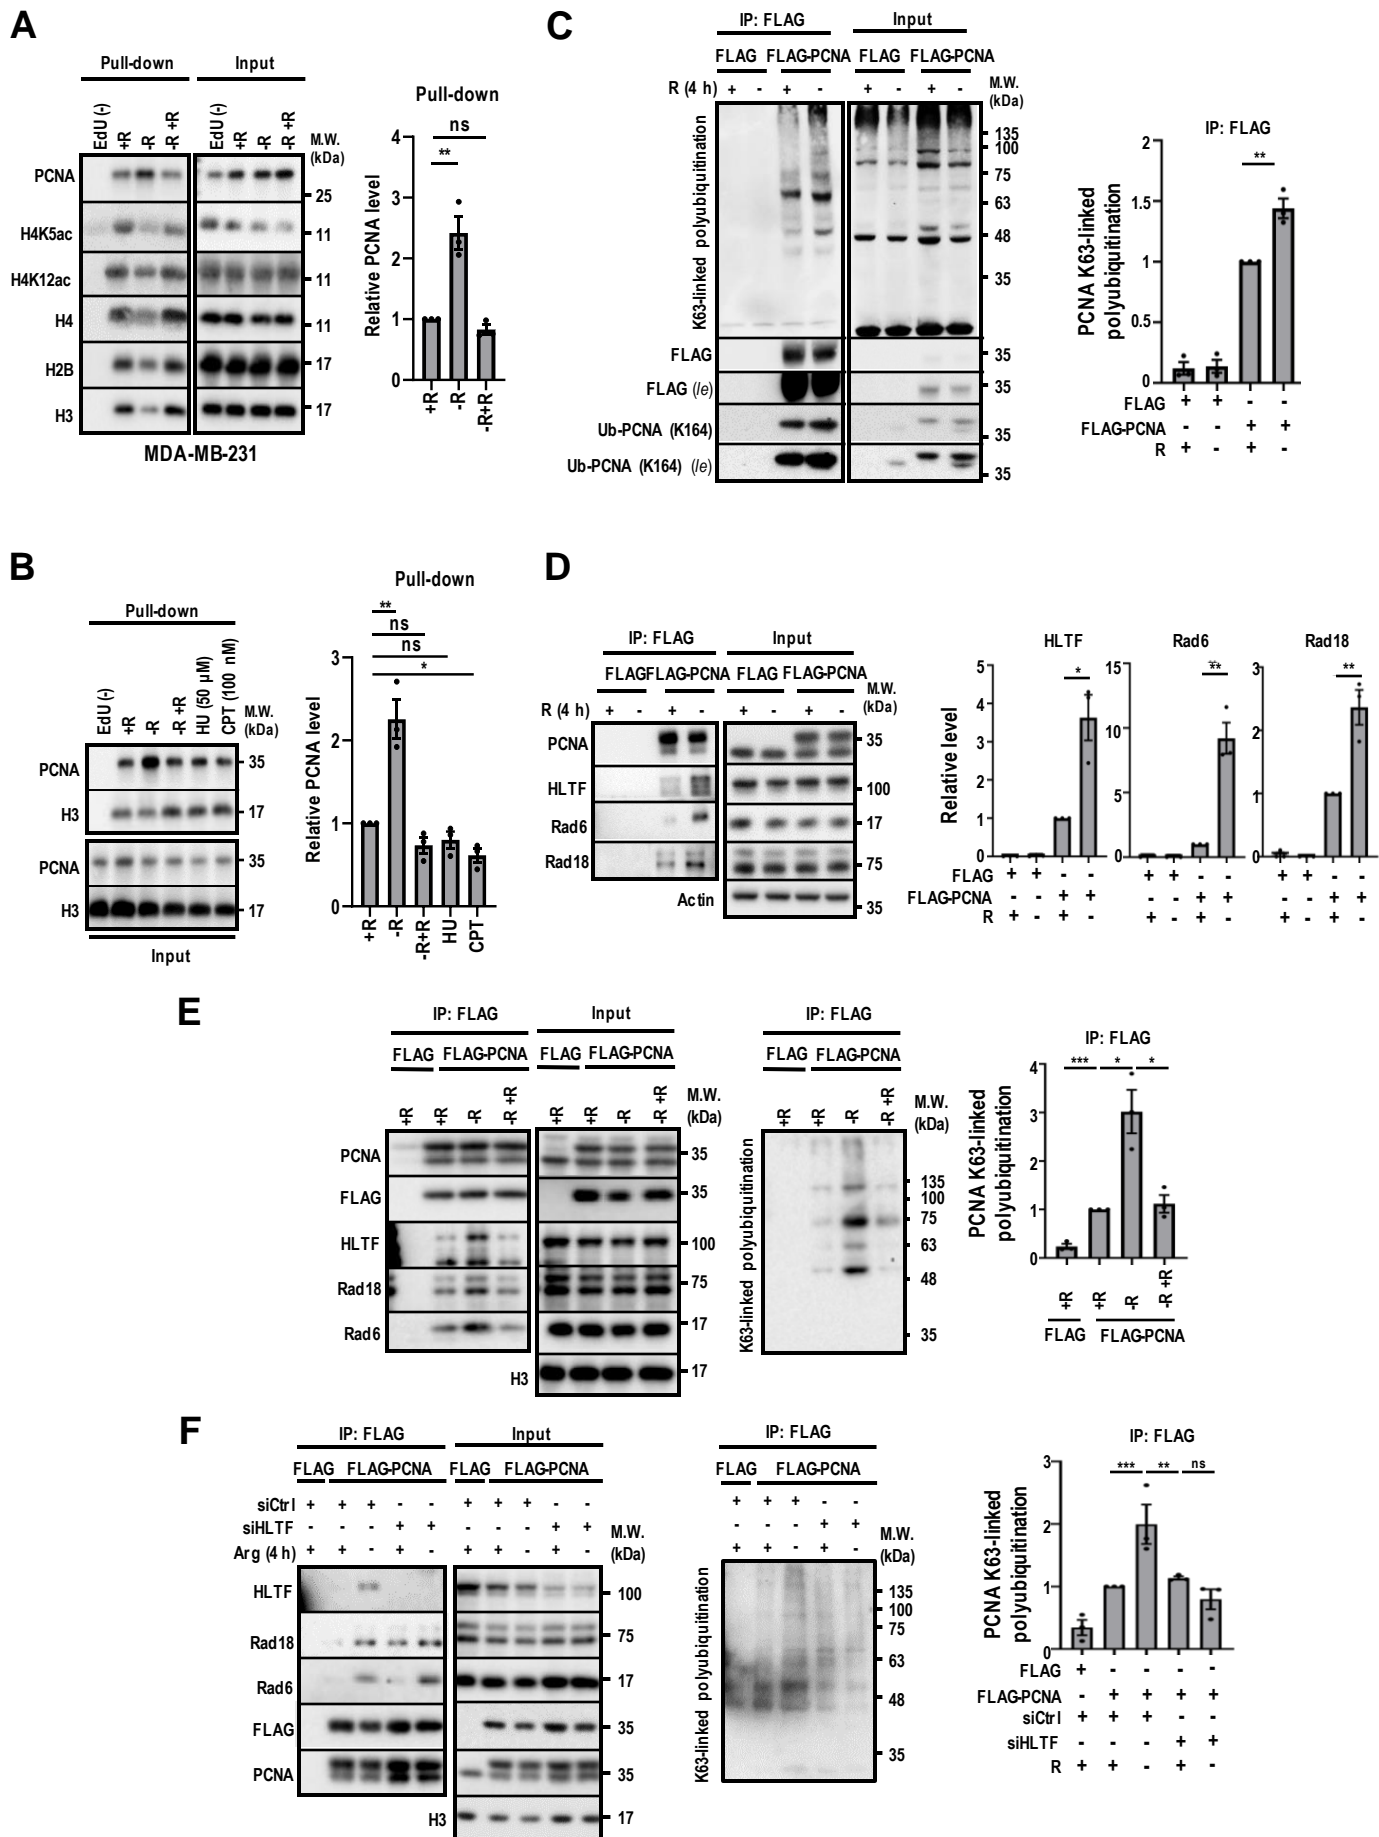 A
Pull-down
Input
EdU (-)
+R
-R
-R +R
EdU (-)
+R
-R
-R +R
M.W.
(kDa)
PCNA
25
H4K5ac
11
H4K12ac
11
H4
11
H2B
17
H3
17
MDA-MB-231
Pull-down
ns
**
Relative PCNA level
4
3
2
1
0
+R
-R
-R+R
B
Pull-down
EdU (-)
+R
-R
-R +R
HU (50 µM)
CPT (100 nM)
M.W.
(kDa)
PCNA
35
H3
17
PCNA
35
H3
17
Input
Pull-down
**
ns
ns
*
Relative PCNA level
3
2
1
0
+R
-R
-R+R
HU
CPT
C
IP: FLAG
Input
FLAG FLAG-PCNA FLAG FLAG-PCNA
R (4 h) + - + - + - + -
M.W.
(kDa)
K63-linked polyubiquitination
135
100
75
63
48
35
FLAG
35
FLAG (le)
35
Ub-PCNA (K164)
35
Ub-PCNA (K164) (le)
35
IP: FLAG
**
PCNA K63-linked
polyubiquitination
2
1.5
1
0.5
0
FLAG + + - -
FLAG-PCNA - - + +
R + - + -
D
IP: FLAG
Input
FLAG FLAG-PCNA FLAG FLAG-PCNA
M.W.
(kDa)
R (4 h) + - + - + - + -
PCNA
35
HLTF
100
Rad6
17
Rad18
75
Actin
35
HLTF
Rad6
Rad18
Relative level
*
**
**
5
4
3
2
1
0
15
10
5
0
3
2
1
0
FLAG + + - - + + - - + + - -
FLAG-PCNA - - + + - - + + - - + +
R + - + - + - + - + - + -
E
IP: FLAG
Input
FLAG FLAG-PCNA FLAG FLAG-PCNA
+R
+R
-R
-R +R
+R
+R
-R
-R +R
M.W.
(kDa)
PCNA
35
FLAG
35
HLTF
100
Rad18
75
Rad6
17
H3
17
IP: FLAG
FLAG FLAG-PCNA
+R
+R
-R
-R +R
M.W.
(kDa)
K63-linked polyubiquitination
135
100
75
63
48
35
IP: FLAG
*** * *
PCNA K63-linked
polyubiquitination
4
3
2
1
0
+R
+R
-R
-R +R
FLAG FLAG-PCNA
F
IP: FLAG
Input
FLAG FLAG-PCNA FLAG FLAG-PCNA
siCtrl + + + - - + + + - -
siHLTF - - - + + - - - + +
Arg (4 h) + + - + - + + - + -
M.W.
(kDa)
HLTF
100
Rad18
75
Rad6
17
FLAG
35
PCNA
35
H3
17
IP: FLAG
FLAG FLAG-PCNA
+ + + - -
- - - + +
+ + - + -
M.W.
(kDa)
K63-linked polyubiquitination
135
100
75
63
48
35
IP: FLAG
*** ** ns
PCNA K63-linked
polyubiquitination
3
2
1
0
FLAG + - - - -
FLAG-PCNA - + + + +
siCtrl + + + - -
siHLTF - - - + +
R + + - + -